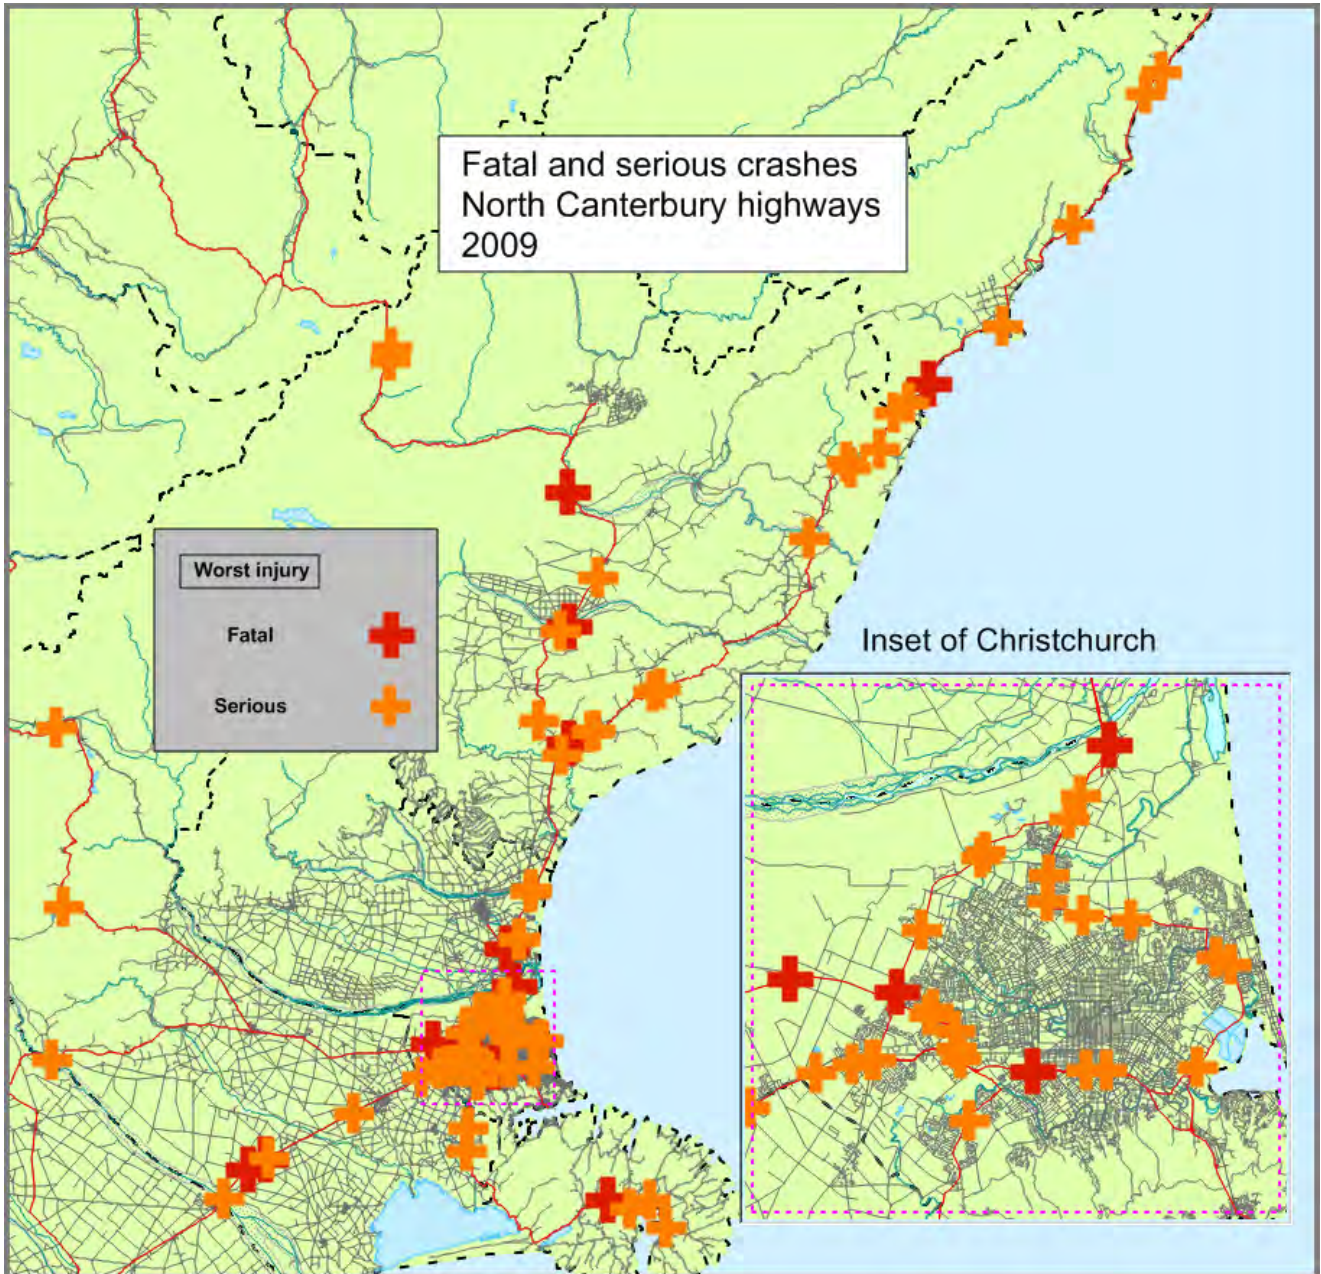 Fatal and serious crashes
North Canterbury highways
2009
Worst injury
Fatal
Serious
Inset of Christchurch